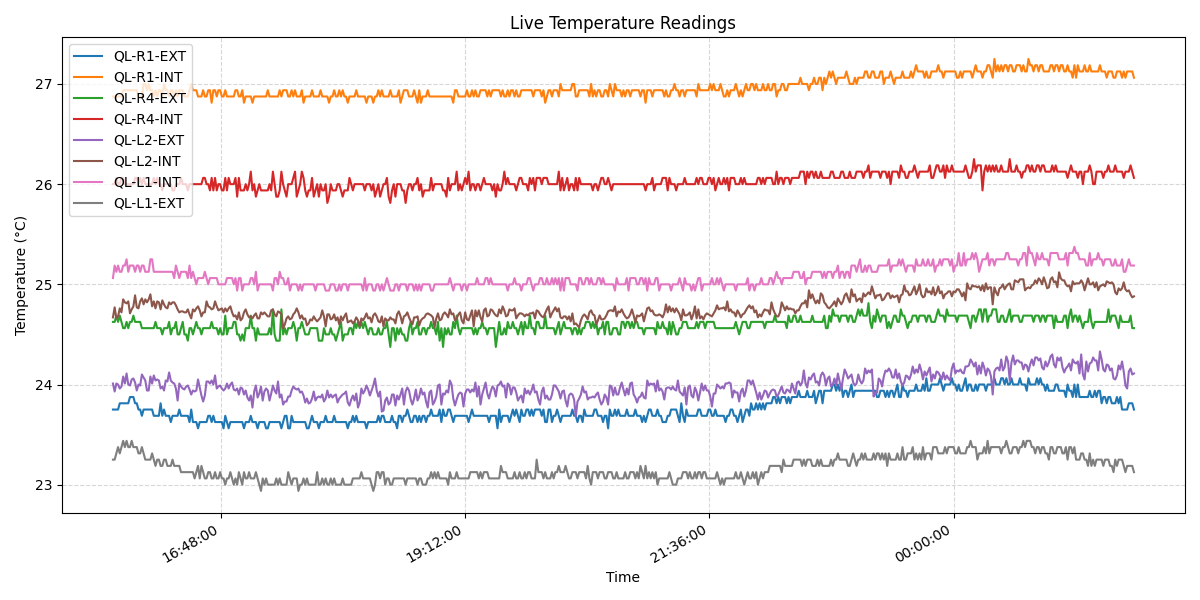 Live Temperature Readings
QL-R1-EXT
QL-R1-INT
QL-R4-EXT
QL-R4-INT
QL-L2-EXT
QL-L2-INT
QL-L1-INT
QL-L1-EXT
Temperature (°C)
27
26
25
24
23
16:48:00
19:12:00
21:36:00
00:00:00
Time